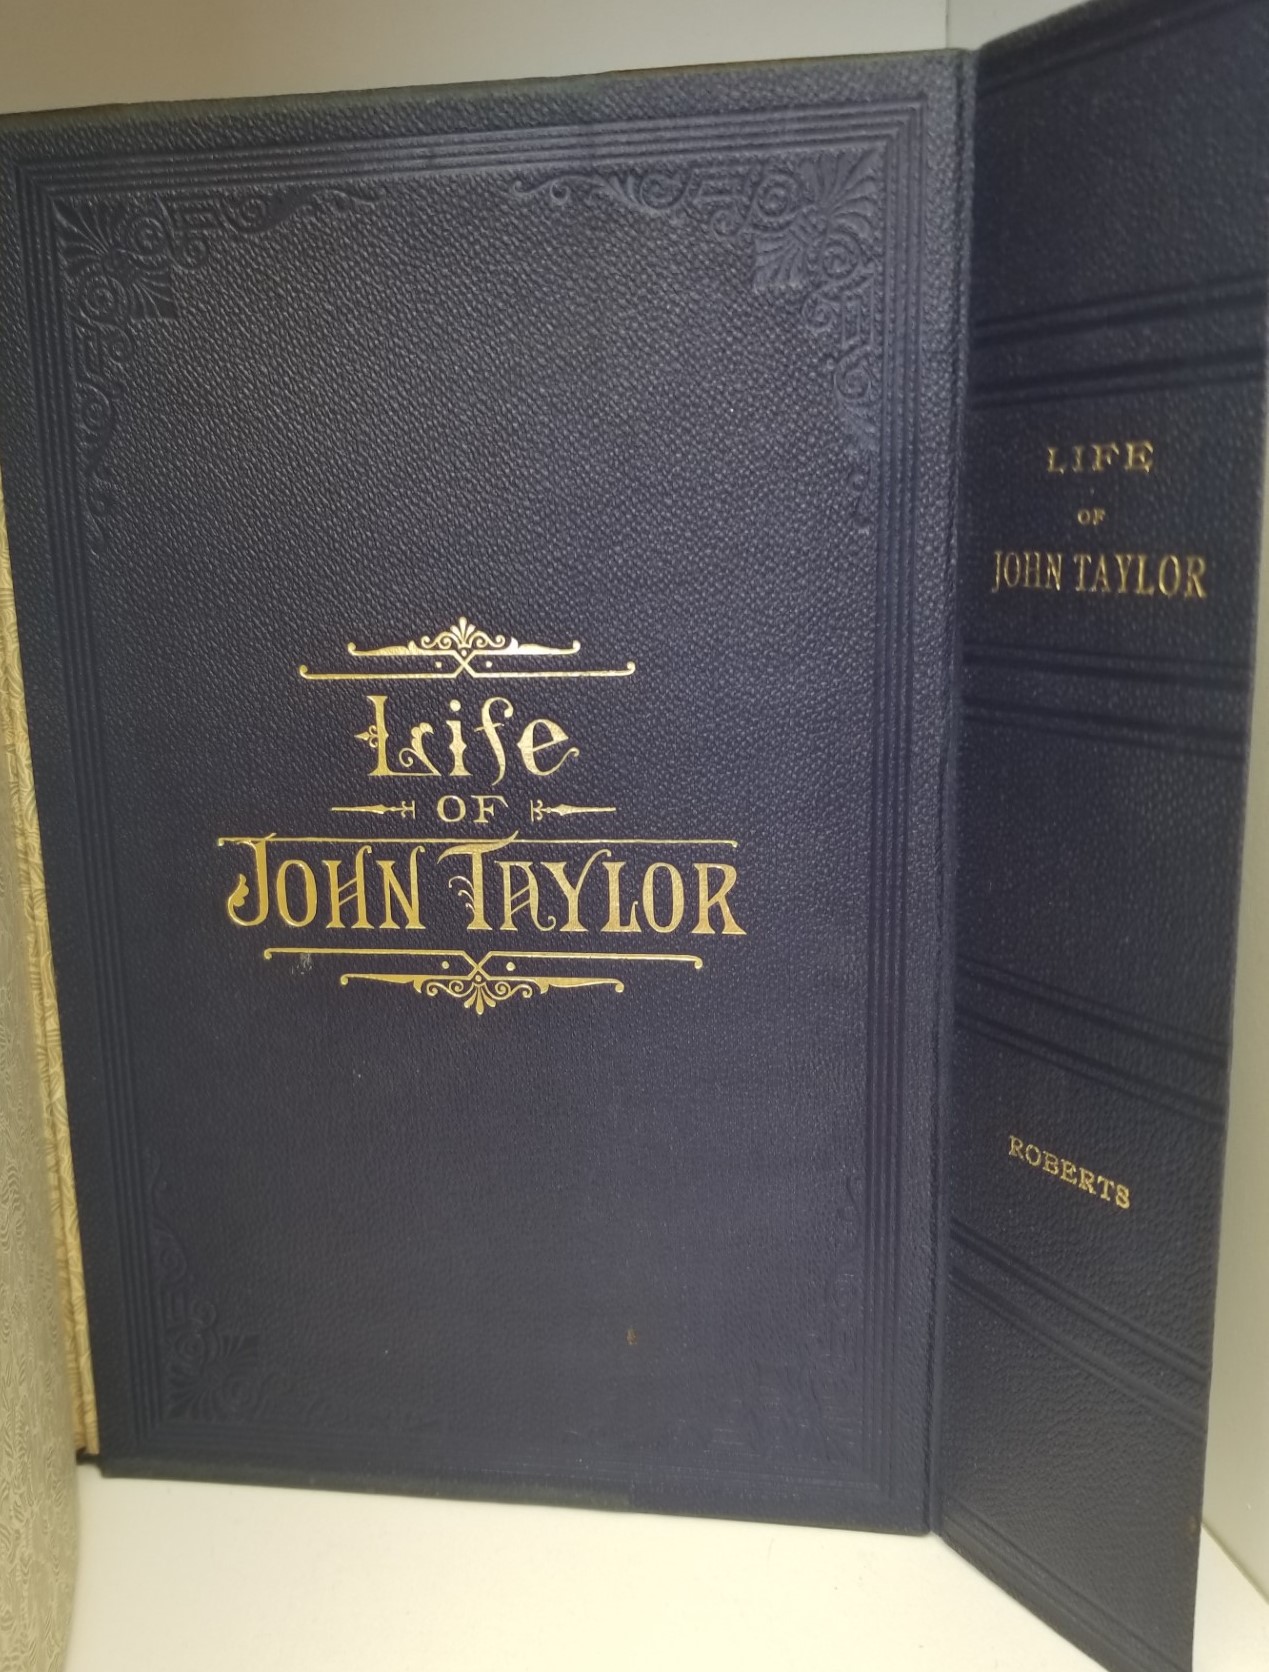 Life
OF
JOHN TAYLOR
LIFE
OF
JOHN TAYLOR
ROBERTS